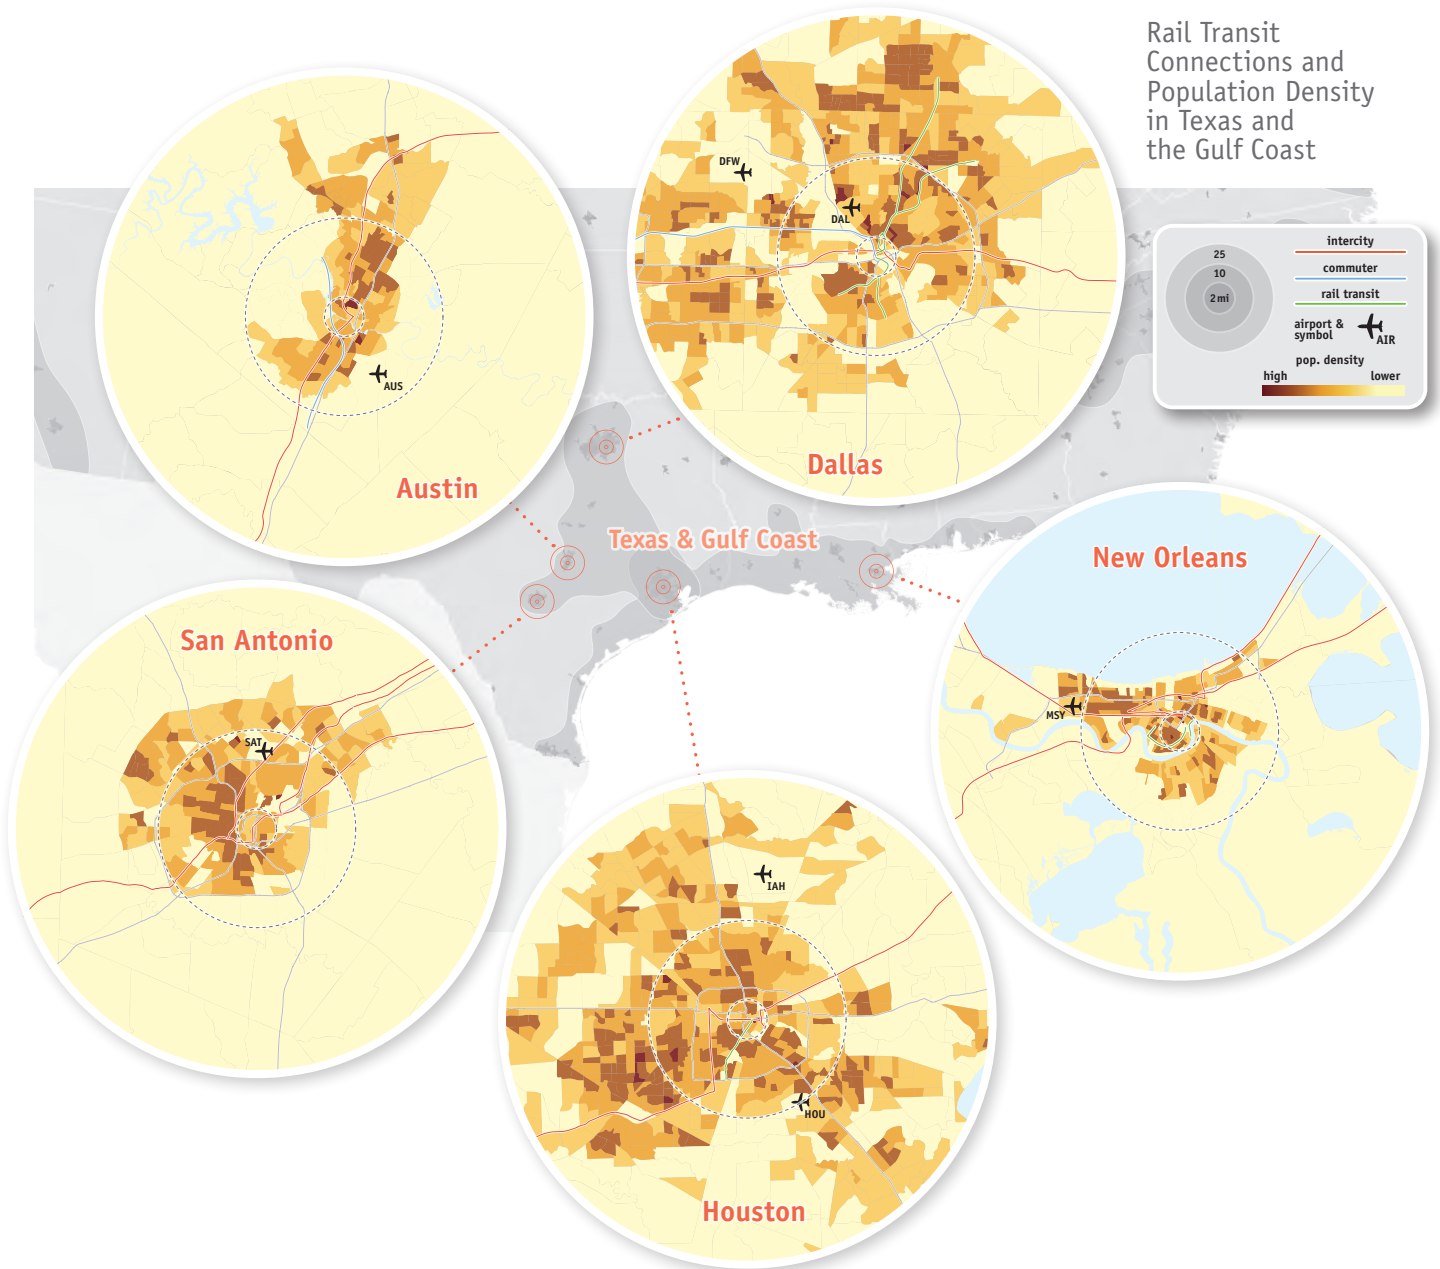 Rail Transit
Connections and
Population Density
in Texas and
the Gulf Coast
25
10
2 mi
intercity
commuter
rail transit
airport &
symbol
AIR
pop. density
high
lower
DFW
DAL
Dallas
AUS
Austin
Texas & Gulf Coast
New Orleans
MSY
San Antonio
SAT
IAH
HOU
Houston